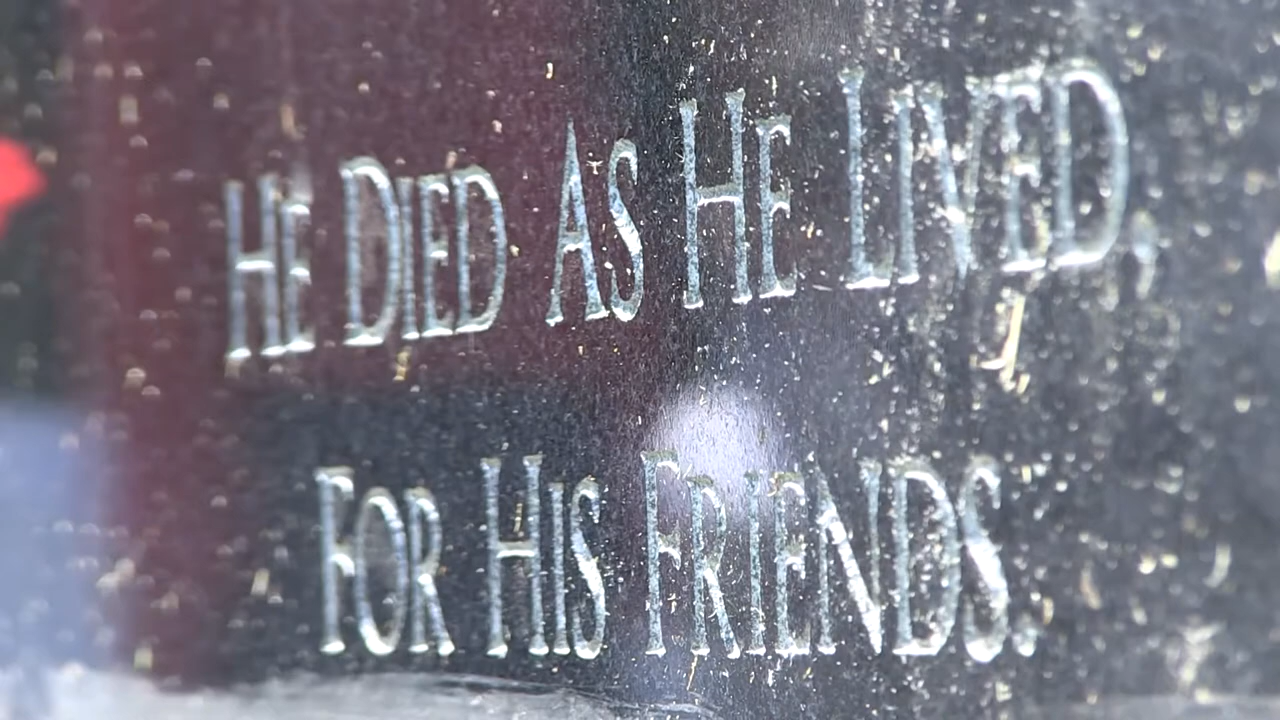 HE DIED AS HE LIVED,
FOR HIS FRIENDS.